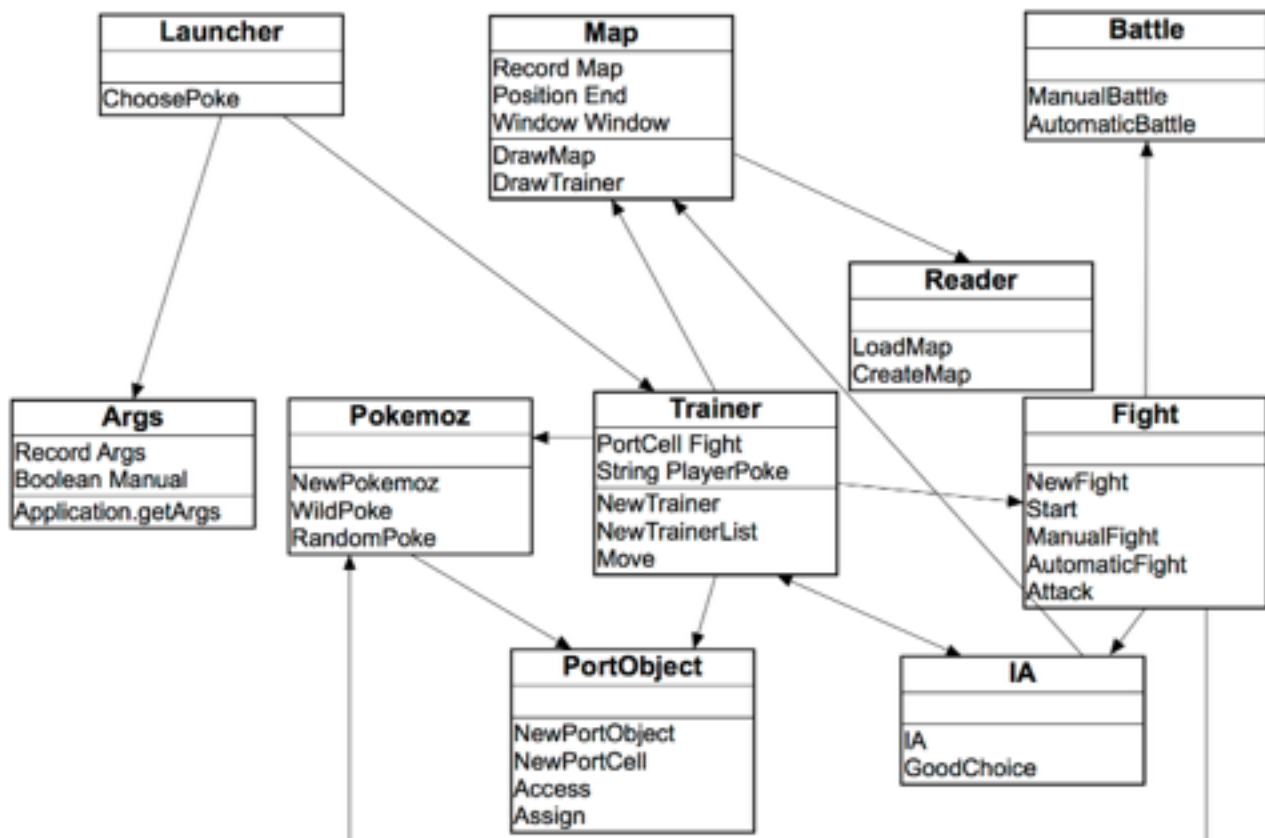 Launcher
ChoosePoke
Map
Record Map
Position End
Window Window
DrawMap
DrawTrainer
Battle
ManualBattle
AutomaticBattle
Reader
LoadMap
CreateMap
Args
Record Args
Boolean Manual
Application.getArgs
Pokemoz
NewPokemoz
WildPoke
RandomPoke
Trainer
PortCell Fight
String PlayerPoke
NewTrainer
NewTrainerList
Move
Fight
NewFight
Start
ManualFight
AutomaticFight
Attack
PortObject
NewPortObject
NewPortCell
Access
Assign
IA
IA
GoodChoice